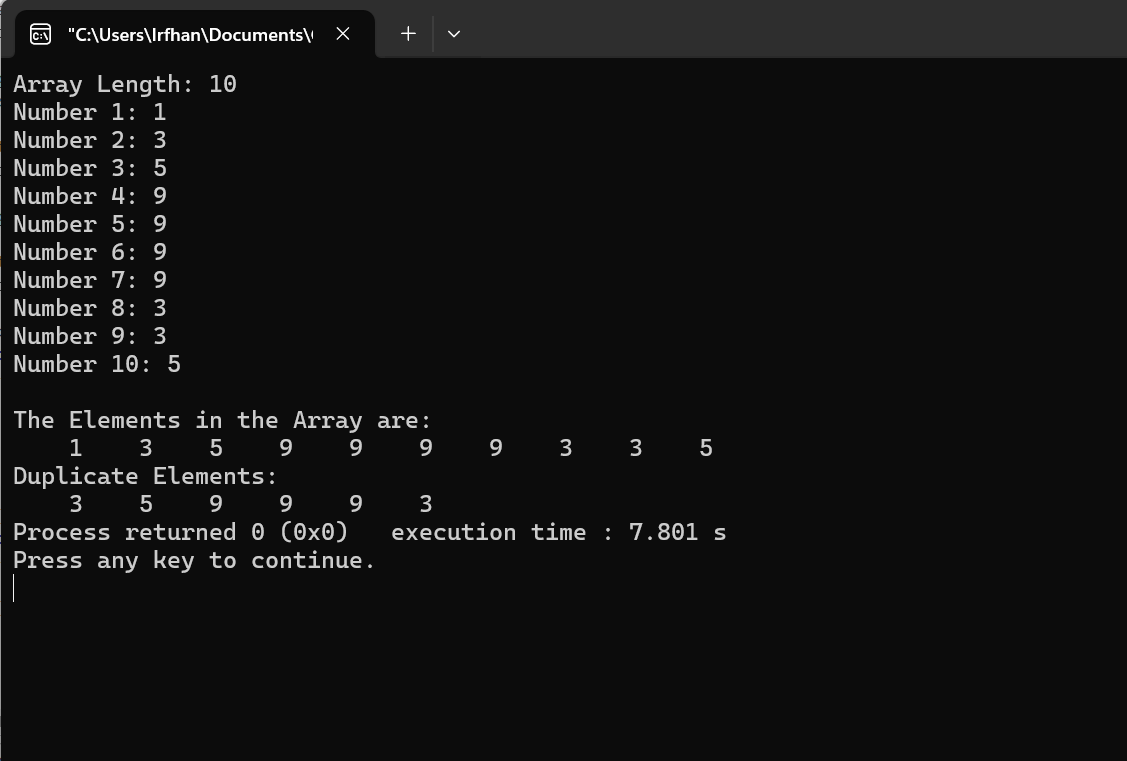 "C:\Users\Irfhan\Documents\
Array Length: 10
Number 1: 1
Number 2: 3
Number 3: 5
Number 4: 9
Number 5: 9
Number 6: 9
Number 7: 9
Number 8: 3
Number 9: 3
Number 10: 5
The Elements in the Array are:
    1    3    5    9    9    9    9    3    3    5
Duplicate Elements:
    3    5    9    9    9    3
Process returned 0 (0x0)   execution time : 7.801 s
Press any key to continue.